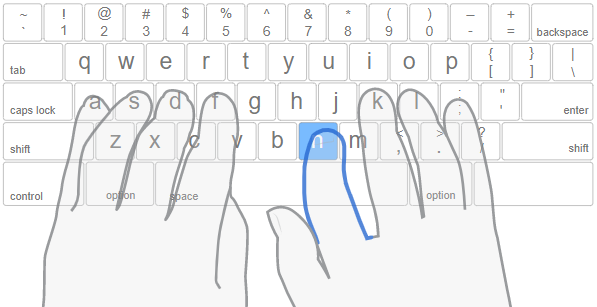 ~ ! @ # $ % ^ & * ( ) _ +
` 1 2 3 4 5 6 7 8 9 0 - = backspace
tab q w e r t y u i o p { } |
[ ] \
caps lock a s d f g h j k l : " enter
; '
shift z x c v b n m < > ? shift
, . /
control option space option